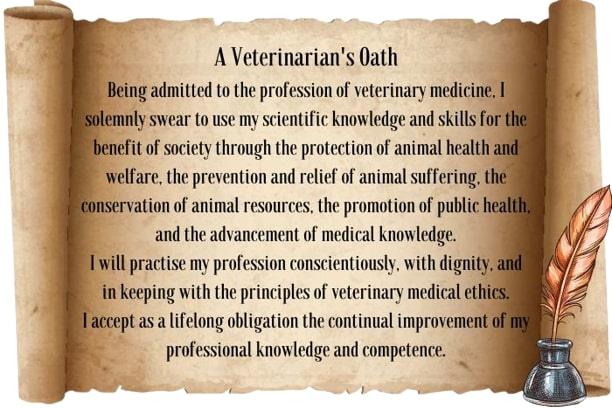 A Veterinarian's Oath
Being admitted to the profession of veterinary medicine, I
solemnly swear to use my scientific knowledge and skills for the
benefit of society through the protection of animal health and
welfare, the prevention and relief of animal suffering, the
conservation of animal resources, the promotion of public health,
and the advancement of medical knowledge.
I will practise my profession conscientiously, with dignity, and
in keeping with the principles of veterinary medical ethics.
I accept as a lifelong obligation the continual improvement of my
professional knowledge and competence.